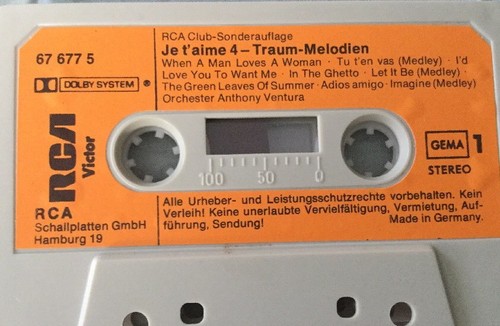 RCA Club-Sonderauflage
67 677 5
Je t'aime 4 – Traum-Melodien
When A Man Loves A Woman · Tu t'en vas (Medley) · I'd
Love You To Want Me · In The Ghetto · Let It Be (Medley) ·
The Green Leaves Of Summer · Adios amigo · Imagine (Medley)
Orchester Anthony Ventura
DOLBY SYSTEM ®
RCA
Victor
100 50 0
GEMA 1
STEREO
RCA
Schallplatten GmbH
Hamburg 19
Alle Urheber- und Leistungsschutzrechte vorbehalten. Kein
Verleih! Keine unerlaubte Vervielfältigung, Vermietung, Auf-
führung, Sendung! Made in Germany.